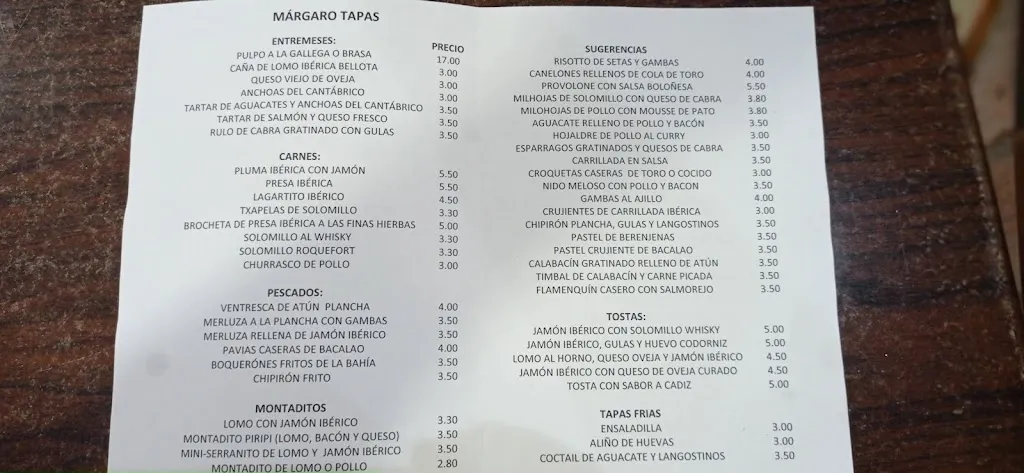 MÁRGARO TAPAS
ENTREMESES: PRECIO
PULPO A LA GALLEGA O BRASA 17.00
CAÑA DE LOMO IBÉRICA BELLOTA 3.00
QUESO VIEJO DE OVEJA 3.00
ANCHOAS DEL CANTÁBRICO 3.00
TARTAR DE AGUACATES Y ANCHOAS DEL CANTÁBRICO 3.50
TARTAR DE SALMÓN Y QUESO FRESCO 3.50
RULO DE CABRA GRATINADO CON GULAS 3.50
CARNES:
PLUMA IBÉRICA CON JAMÓN 5.50
PRESA IBÉRICA 5.50
LAGARTITO IBÉRICO 4.50
TXAPELAS DE SOLOMILLO 3.30
BROCHETA DE PRESA IBÉRICA A LAS FINAS HIERBAS 5.00
SOLOMILLO AL WHISKY 3.30
SOLOMILLO ROQUEFORT 3.30
CHURRASCO DE POLLO 3.00
PESCADOS:
VENTRESCA DE ATÚN PLANCHA 4.00
MERLUZA A LA PLANCHA CON GAMBAS 3.50
MERLUZA RELLENA DE JAMÓN IBÉRICO 3.50
PAVIAS CASERAS DE BACALAO 4.00
BOQUERÓNES FRITOS DE LA BAHÍA 3.50
CHIPIRÓN FRITO 3.50
MONTADITOS
LOMO CON JAMÓN IBÉRICO 3.30
MONTADITO PIRIPI (LOMO, BACÓN Y QUESO) 3.50
MINI-SERRANITO DE LOMO Y JAMÓN IBÉRICO 3.50
MONTADITO DE LOMO O POLLO 2.80
SUGERENCIAS
RISOTTO DE SETAS Y GAMBAS 4.00
CANELONES RELLENOS DE COLA DE TORO 4.00
PROVOLONE CON SALSA BOLOÑESA 5.50
MILHOJAS DE SOLOMILLO CON QUESO DE CABRA 3.80
MILOHOJAS DE POLLO CON MOUSSE DE PATO 3.80
AGUACATE RELLENO DE POLLO Y BACÓN 3.50
HOJALDRE DE POLLO AL CURRY 3.00
ESPARRAGOS GRATINADOS Y QUESOS DE CABRA 3.50
CARRILLADA EN SALSA 3.50
CROQUETAS CASERAS DE TORO O COCIDO 3.00
NIDO MELOSO CON POLLO Y BACON 3.50
GAMBAS AL AJILLO 4.00
CRUJIENTES DE CARRILLADA IBÉRICA 3.00
CHIPIRÓN PLANCHA, GULAS Y LANGOSTINOS 3.50
PASTEL DE BERENJENAS 3.50
PASTEL CRUJIENTE DE BACALAO 3.50
CALABACÍN GRATINADO RELLENO DE ATÚN 3.50
TIMBAL DE CALABACÍN Y CARNE PICADA 3.50
FLAMENQUÍN CASERO CON SALMOREJO 3.50
TOSTAS:
JAMÓN IBÉRICO CON SOLOMILLO WHISKY 5.00
JAMÓN IBÉRICO, GULAS Y HUEVO CODORNIZ 5.00
LOMO AL HORNO, QUESO OVEJA Y JAMÓN IBÉRICO 4.50
JAMÓN IBÉRICO CON QUESO DE OVEJA CURADO 4.50
TOSTA CON SABOR A CADIZ 5.00
TAPAS FRIAS
ENSALADILLA 3.00
ALIÑO DE HUEVAS 3.00
COCTAIL DE AGUACATE Y LANGOSTINOS 3.50